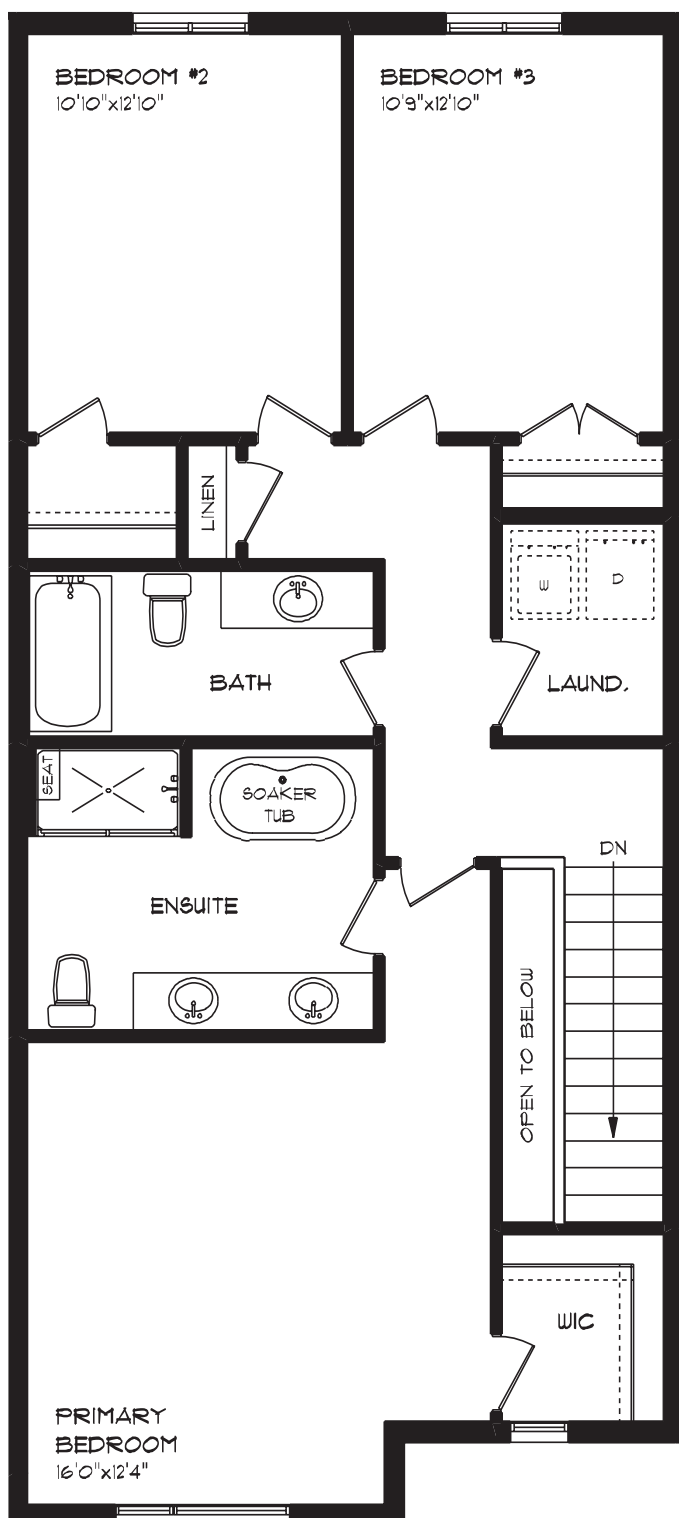 BEDROOM #2
10'10"x12'10"
BEDROOM #3
10'9"x12'10"
LINEN
W
D
BATH
LAUND.
SEAT
SOAKER
TUB
DN
ENSUITE
OPEN TO BELOW
WIC
PRIMARY
BEDROOM
16'0"x12'4"